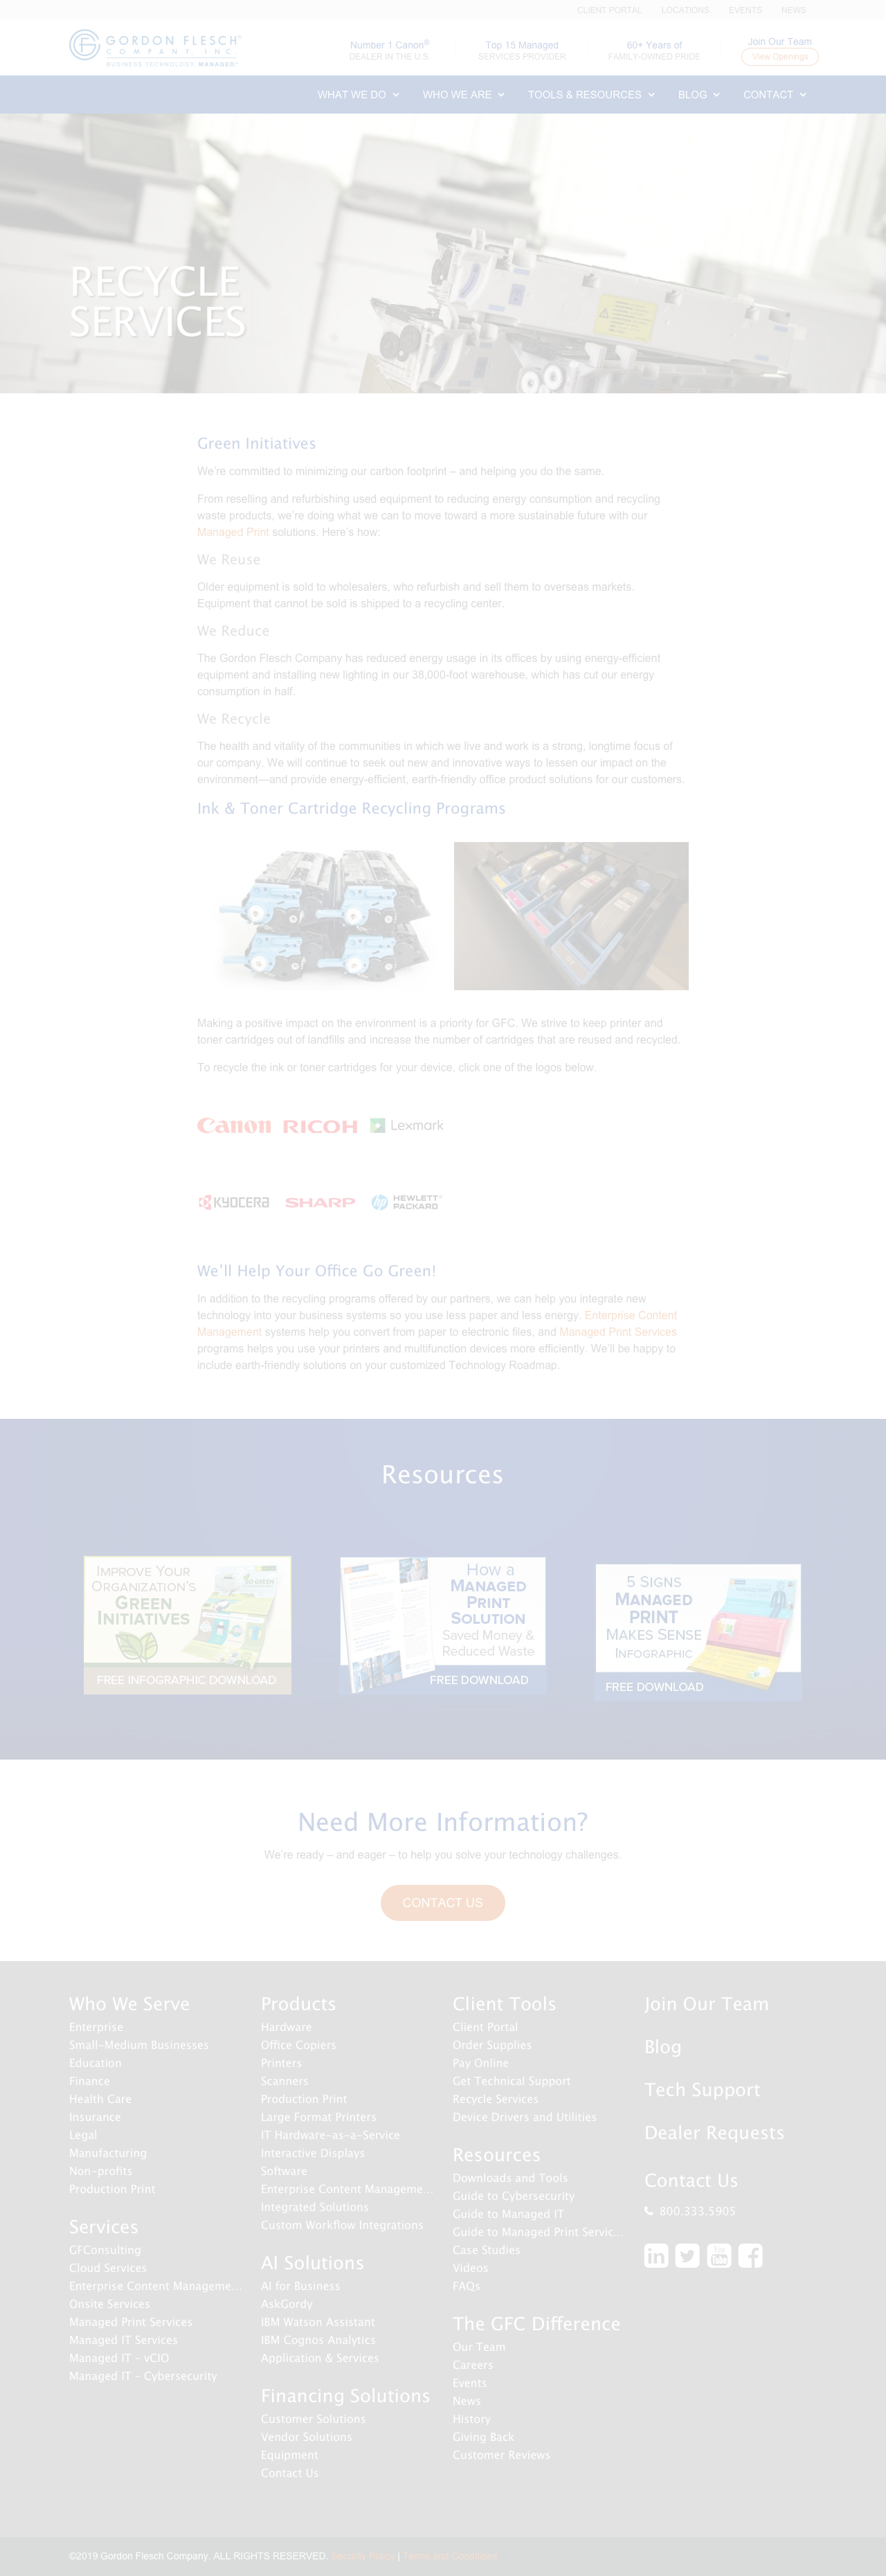 CLIENT PORTAL LOCATIONS EVENTS NEWS
GORDON FLESCH®
COMPANY, INC.
BUSINESS TECHNOLOGY, MANAGED.
Number 1 Canon®
DEALER IN THE U.S.
Top 15 Managed
SERVICES PROVIDER
60+ Years of
FAMILY-OWNED PRIDE
Join Our Team
View Openings
WHAT WE DO WHO WE ARE TOOLS & RESOURCES BLOG CONTACT
RECYCLE
SERVICES
Green Initiatives
We're committed to minimizing our carbon footprint – and helping you do the same.
From reselling and refurbishing used equipment to reducing energy consumption and recycling
waste products, we're doing what we can to move toward a more sustainable future with our
Managed Print solutions. Here's how:
We Reuse
Older equipment is sold to wholesalers, who refurbish and sell them to overseas markets.
Equipment that cannot be sold is shipped to a recycling center.
We Reduce
The Gordon Flesch Company has reduced energy usage in its offices by using energy-efficient
equipment and installing new lighting in our 38,000-foot warehouse, which has cut our energy
consumption in half.
We Recycle
The health and vitality of the communities in which we live and work is a strong, longtime focus of
our company. We will continue to seek out new and innovative ways to lessen our impact on the
environment—and provide energy-efficient, earth-friendly office product solutions for our customers.
Ink & Toner Cartridge Recycling Programs
Making a positive impact on the environment is a priority for GFC. We strive to keep printer and
toner cartridges out of landfills and increase the number of cartridges that are reused and recycled.
To recycle the ink or toner cartridges for your device, click one of the logos below.
Canon RICOH Lexmark
KYOCERA SHARP hp HEWLETT
PACKARD
We'll Help Your Office Go Green!
In addition to the recycling programs offered by our partners, we can help you integrate new
technology into your business systems so you use less paper and less energy. Enterprise Content
Management systems help you convert from paper to electronic files, and Managed Print Services
programs helps you use your printers and multifunction devices more efficiently. We'll be happy to
include earth-friendly solutions on your customized Technology Roadmap.
Resources
IMPROVE YOUR
ORGANIZATION'S
GREEN
INITIATIVES
FREE INFOGRAPHIC DOWNLOAD
How a
MANAGED
PRINT
SOLUTION
Saved Money &
Reduced Waste
FREE DOWNLOAD
5 SIGNS
MANAGED
PRINT
MAKES SENSE
INFOGRAPHIC
FREE DOWNLOAD
Need More Information?
We're ready – and eager – to help you solve your technology challenges.
CONTACT US
Who We Serve
Enterprise
Small-Medium Businesses
Education
Finance
Health Care
Insurance
Legal
Manufacturing
Non-profits
Production Print
Services
GFConsulting
Cloud Services
Enterprise Content Manageme...
Onsite Services
Managed Print Services
Managed IT Services
Managed IT - vCIO
Managed IT - Cybersecurity
Products
Hardware
Office Copiers
Printers
Scanners
Production Print
Large Format Printers
IT Hardware-as-a-Service
Interactive Displays
Software
Enterprise Content Manageme...
Integrated Solutions
Custom Workflow Integrations
AI Solutions
AI for Business
AskGordy
IBM Watson Assistant
IBM Cognos Analytics
Application & Services
Financing Solutions
Customer Solutions
Vendor Solutions
Equipment
Contact Us
Client Tools
Client Portal
Order Supplies
Pay Online
Get Technical Support
Recycle Services
Device Drivers and Utilities
Resources
Downloads and Tools
Guide to Cybersecurity
Guide to Managed IT
Guide to Managed Print Servic...
Case Studies
Videos
FAQs
The GFC Difference
Our Team
Careers
Events
News
History
Giving Back
Customer Reviews
Join Our Team
Blog
Tech Support
Dealer Requests
Contact Us
800.333.5905
©2019 Gordon Flesch Company. ALL RIGHTS RESERVED. Security Policy | Terms and Conditions